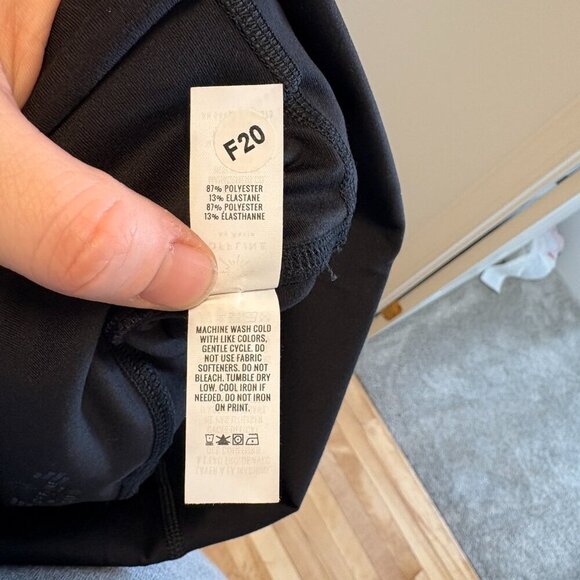 F20
87% POLYESTER
13% ELASTANE
87% POLYESTER
13% ÉLASTHANNE
OFFLINE
MACHINE WASH COLD
WITH LIKE COLORS,
GENTLE CYCLE. DO
NOT USE FABRIC
SOFTENERS. DO NOT
BLEACH. TUMBLE DRY
LOW. COOL IRON IF
NEEDED. DO NOT IRON
ON PRINT.